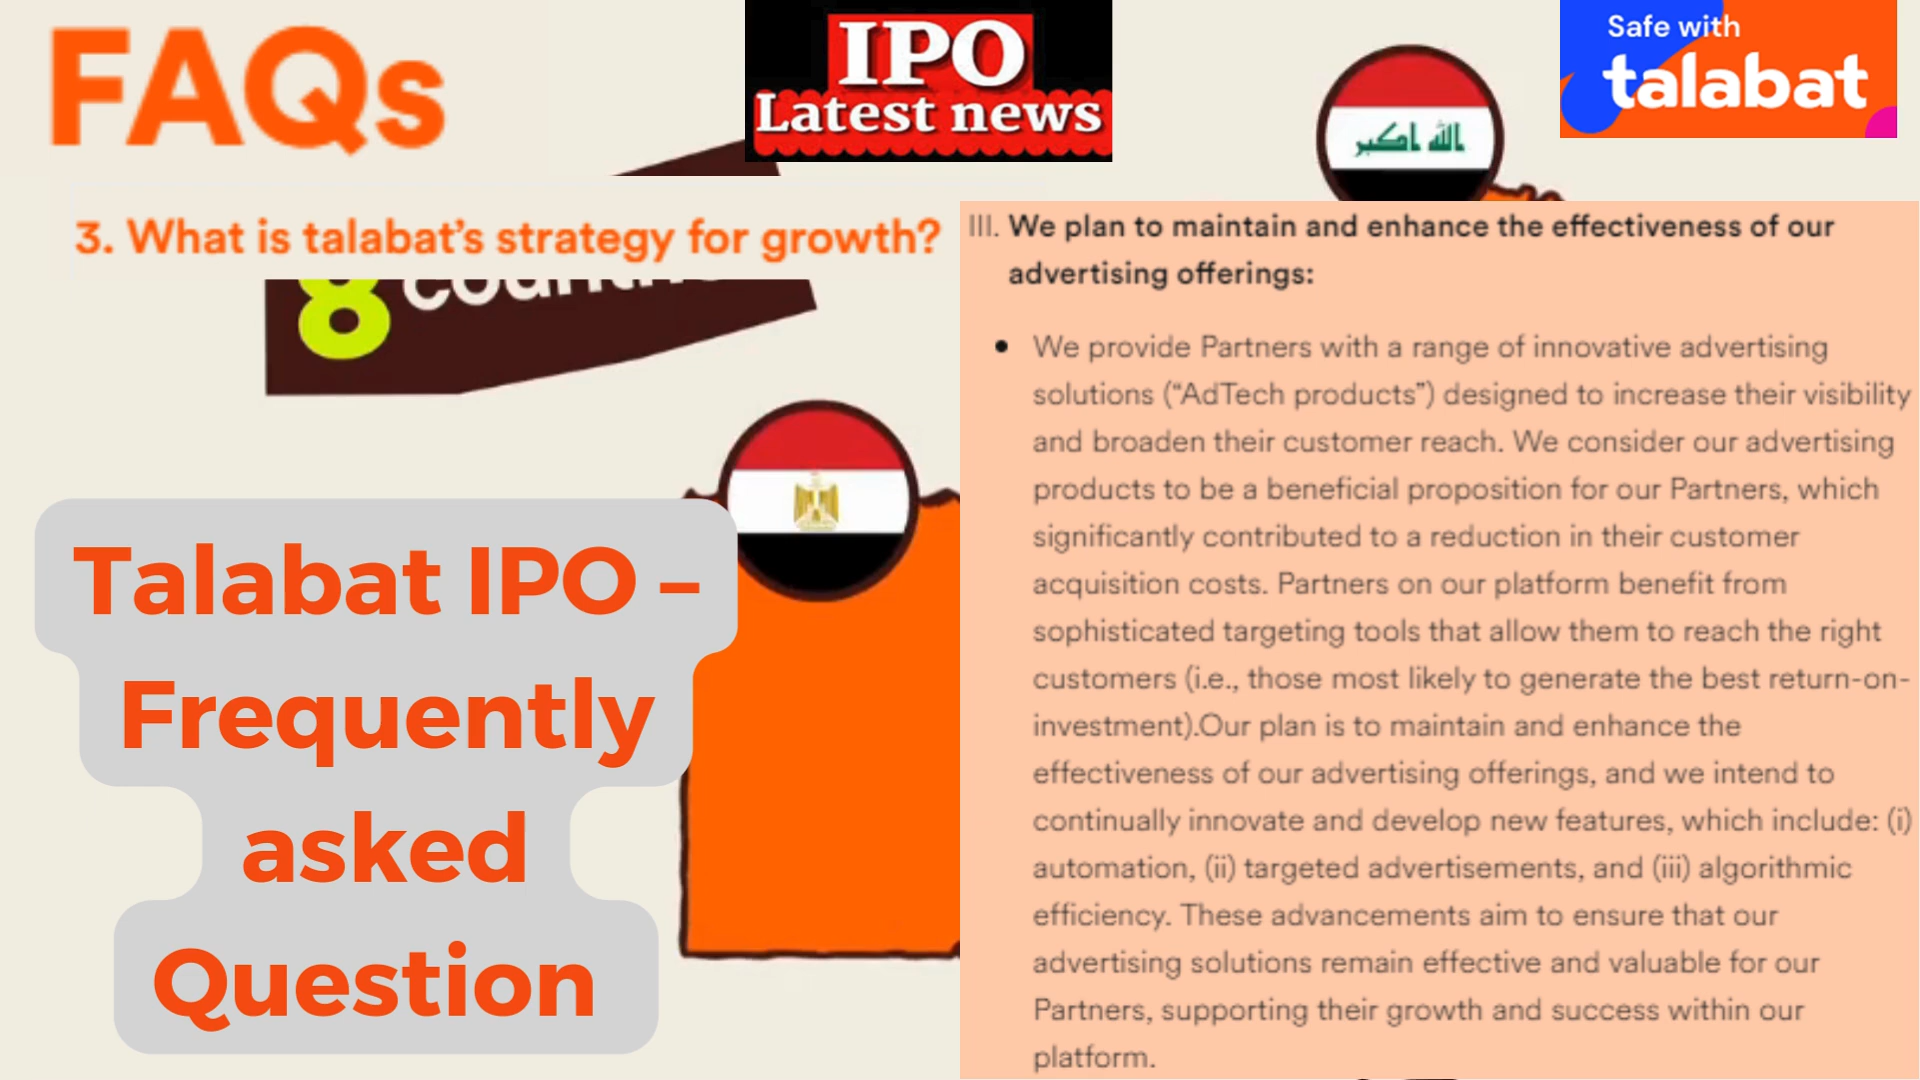 FAQs
IPO
Latest news
Safe with
talabat
الله اكبر
3. What is talabat's strategy for growth?
8
Talabat IPO –
Frequently
asked
Question
III. We plan to maintain and enhance the effectiveness of our
advertising offerings:
• We provide Partners with a range of innovative advertising
solutions (“AdTech products”) designed to increase their visibility
and broaden their customer reach. We consider our advertising
products to be a beneficial proposition for our Partners, which
significantly contributed to a reduction in their customer
acquisition costs. Partners on our platform benefit from
sophisticated targeting tools that allow them to reach the right
customers (i.e., those most likely to generate the best return-on-
investment).Our plan is to maintain and enhance the
effectiveness of our advertising offerings, and we intend to
continually innovate and develop new features, which include: (i)
automation, (ii) targeted advertisements, and (iii) algorithmic
efficiency. These advancements aim to ensure that our
advertising solutions remain effective and valuable for our
Partners, supporting their growth and success within our
platform.